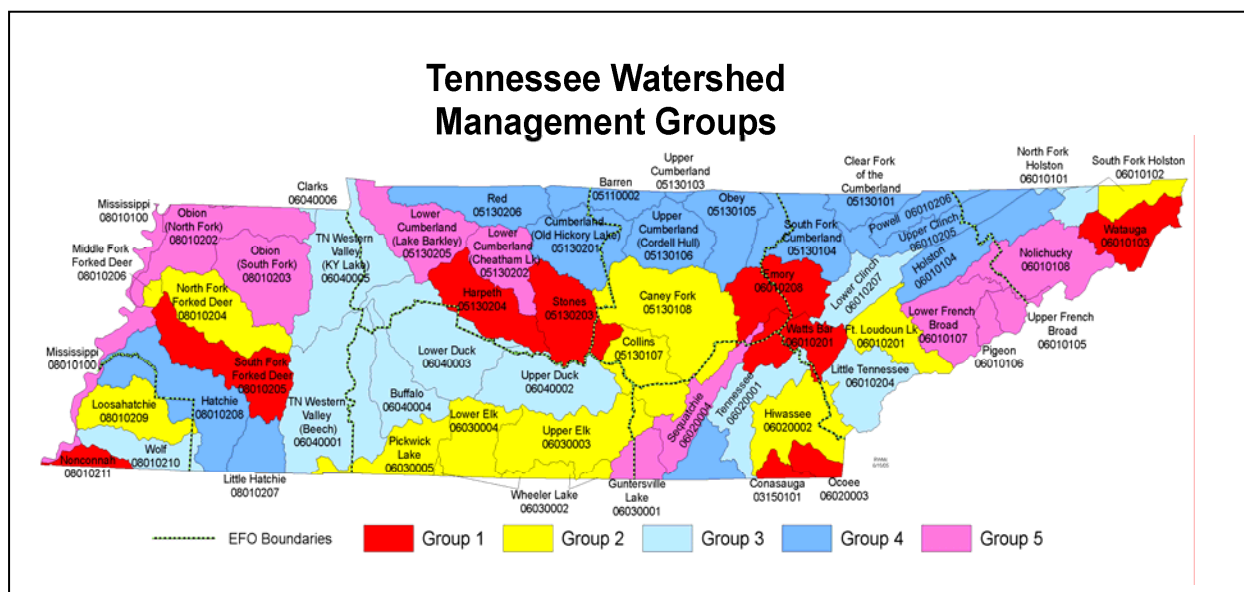 Tennessee Watershed
Management Groups
Mississippi
08010100
Middle Fork
Forked Deer
08010206
Obion
(North Fork)
08010202
Obion
(South Fork)
08010203
Clarks
06040006
TN Western
Valley
(KY Lake)
06040005
Lower
Cumberland
(Lake Barkley)
05130205
Red
05130206
Lower
Cumberland
(Cheatham Lk)
05130202
Cumberland
(Old Hickory Lake)
05130201
Barren
05110002
Upper
Cumberland
05130103
Upper
Cumberland
(Cordell Hull)
05130106
Obey
05130105
Clear Fork
of the
Cumberland
05130101
South Fork
Cumberland
05130104
Powell 06010206
Upper Clinch
06010205
North Fork
Holston
06010101
South Fork Holston
06010102
Watauga
06010103
Holston
06010104
Nolichucky
06010108
Lower Clinch
06010207
Emory
06010208
North Fork
Forked Deer
08010204
Harpeth
05130204
Stones
05130203
Caney Fork
05130108
Collins
05130107
Watts Bar
06010201
Ft. Loudoun Lk
06010201
Lower French
Broad
06010107
Upper French
Broad
06010105
Pigeon
06010106
Little Tennessee
06010204
Mississippi
08010100
South Fork
Forked Deer
08010205
Lower Duck
06040003
Upper Duck
06040002
Buffalo
06040004
Loosahatchie
08010209
Hatchie
08010208
TN Western
Valley
(Beech)
06040001
Lower Elk
06030004
Upper Elk
06030003
Sequatchie
06020004
Tennessee
06020001
Hiwassee
06020002
Wolf
08010210
Nonconnah
08010211
Pickwick
Lake
06030005
Little Hatchie
08010207
Wheeler Lake
06030002
Guntersville
Lake
06030001
Conasauga
03150101
Ocoee
06020003
EFO Boundaries
Group 1
Group 2
Group 3
Group 4
Group 5